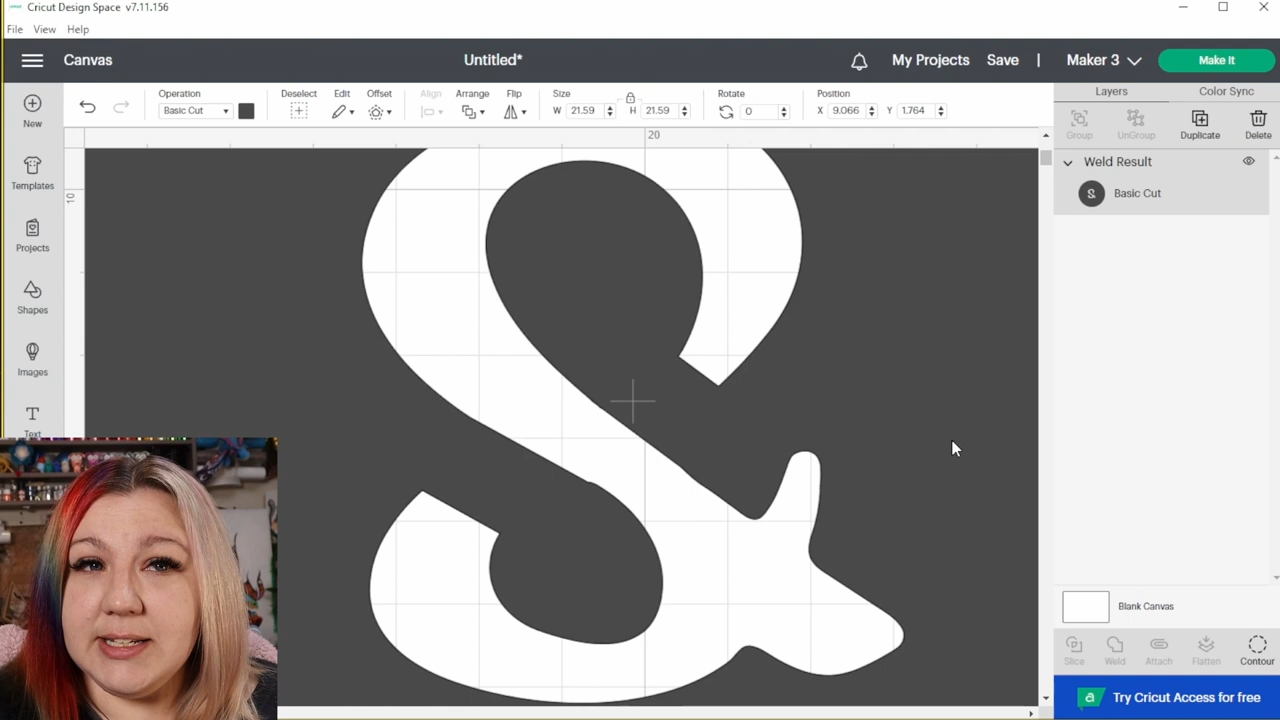 Cricut Design Space v7.11.156
File View Help
Canvas
Untitled*
My Projects Save | Maker 3 Make It
Operation
Basic Cut
Deselect Edit Offset Align Arrange Flip
Size
W 21.59 H 21.59
Rotate
0
Position
X 9.066 Y 1.764
Layers Color Sync
New
Templates
Projects
Shapes
Images
Text
20
10
Group UnGroup Duplicate Delete
Weld Result
Basic Cut
Blank Canvas
Slice Weld Attach Flatten Contour
a Try Cricut Access for free